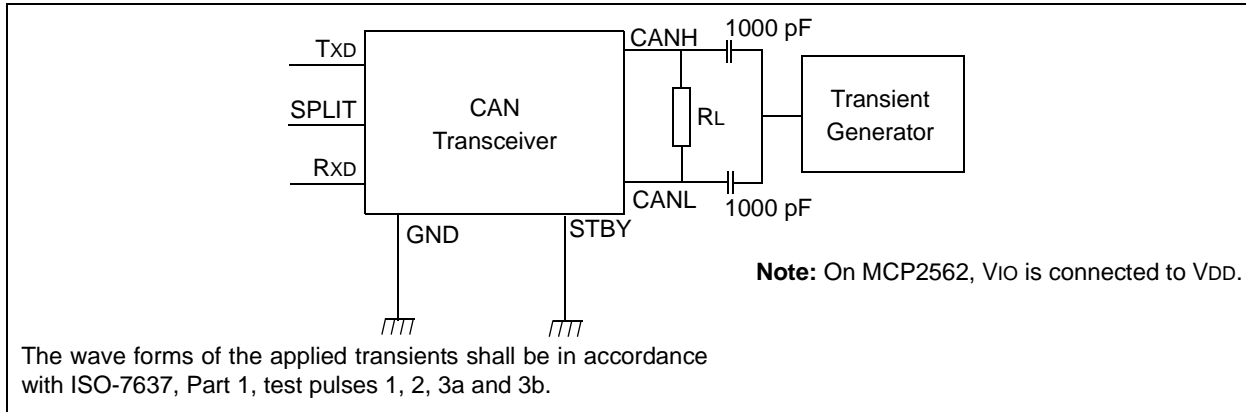 1000 pF
CANH
TXD
SPLIT
CAN
Transceiver
RL
Transient
Generator
RXD
CANL
1000 pF
GND
STBY
Note: On MCP2562, VIO is connected to VDD.
The wave forms of the applied transients shall be in accordance
with ISO-7637, Part 1, test pulses 1, 2, 3a and 3b.